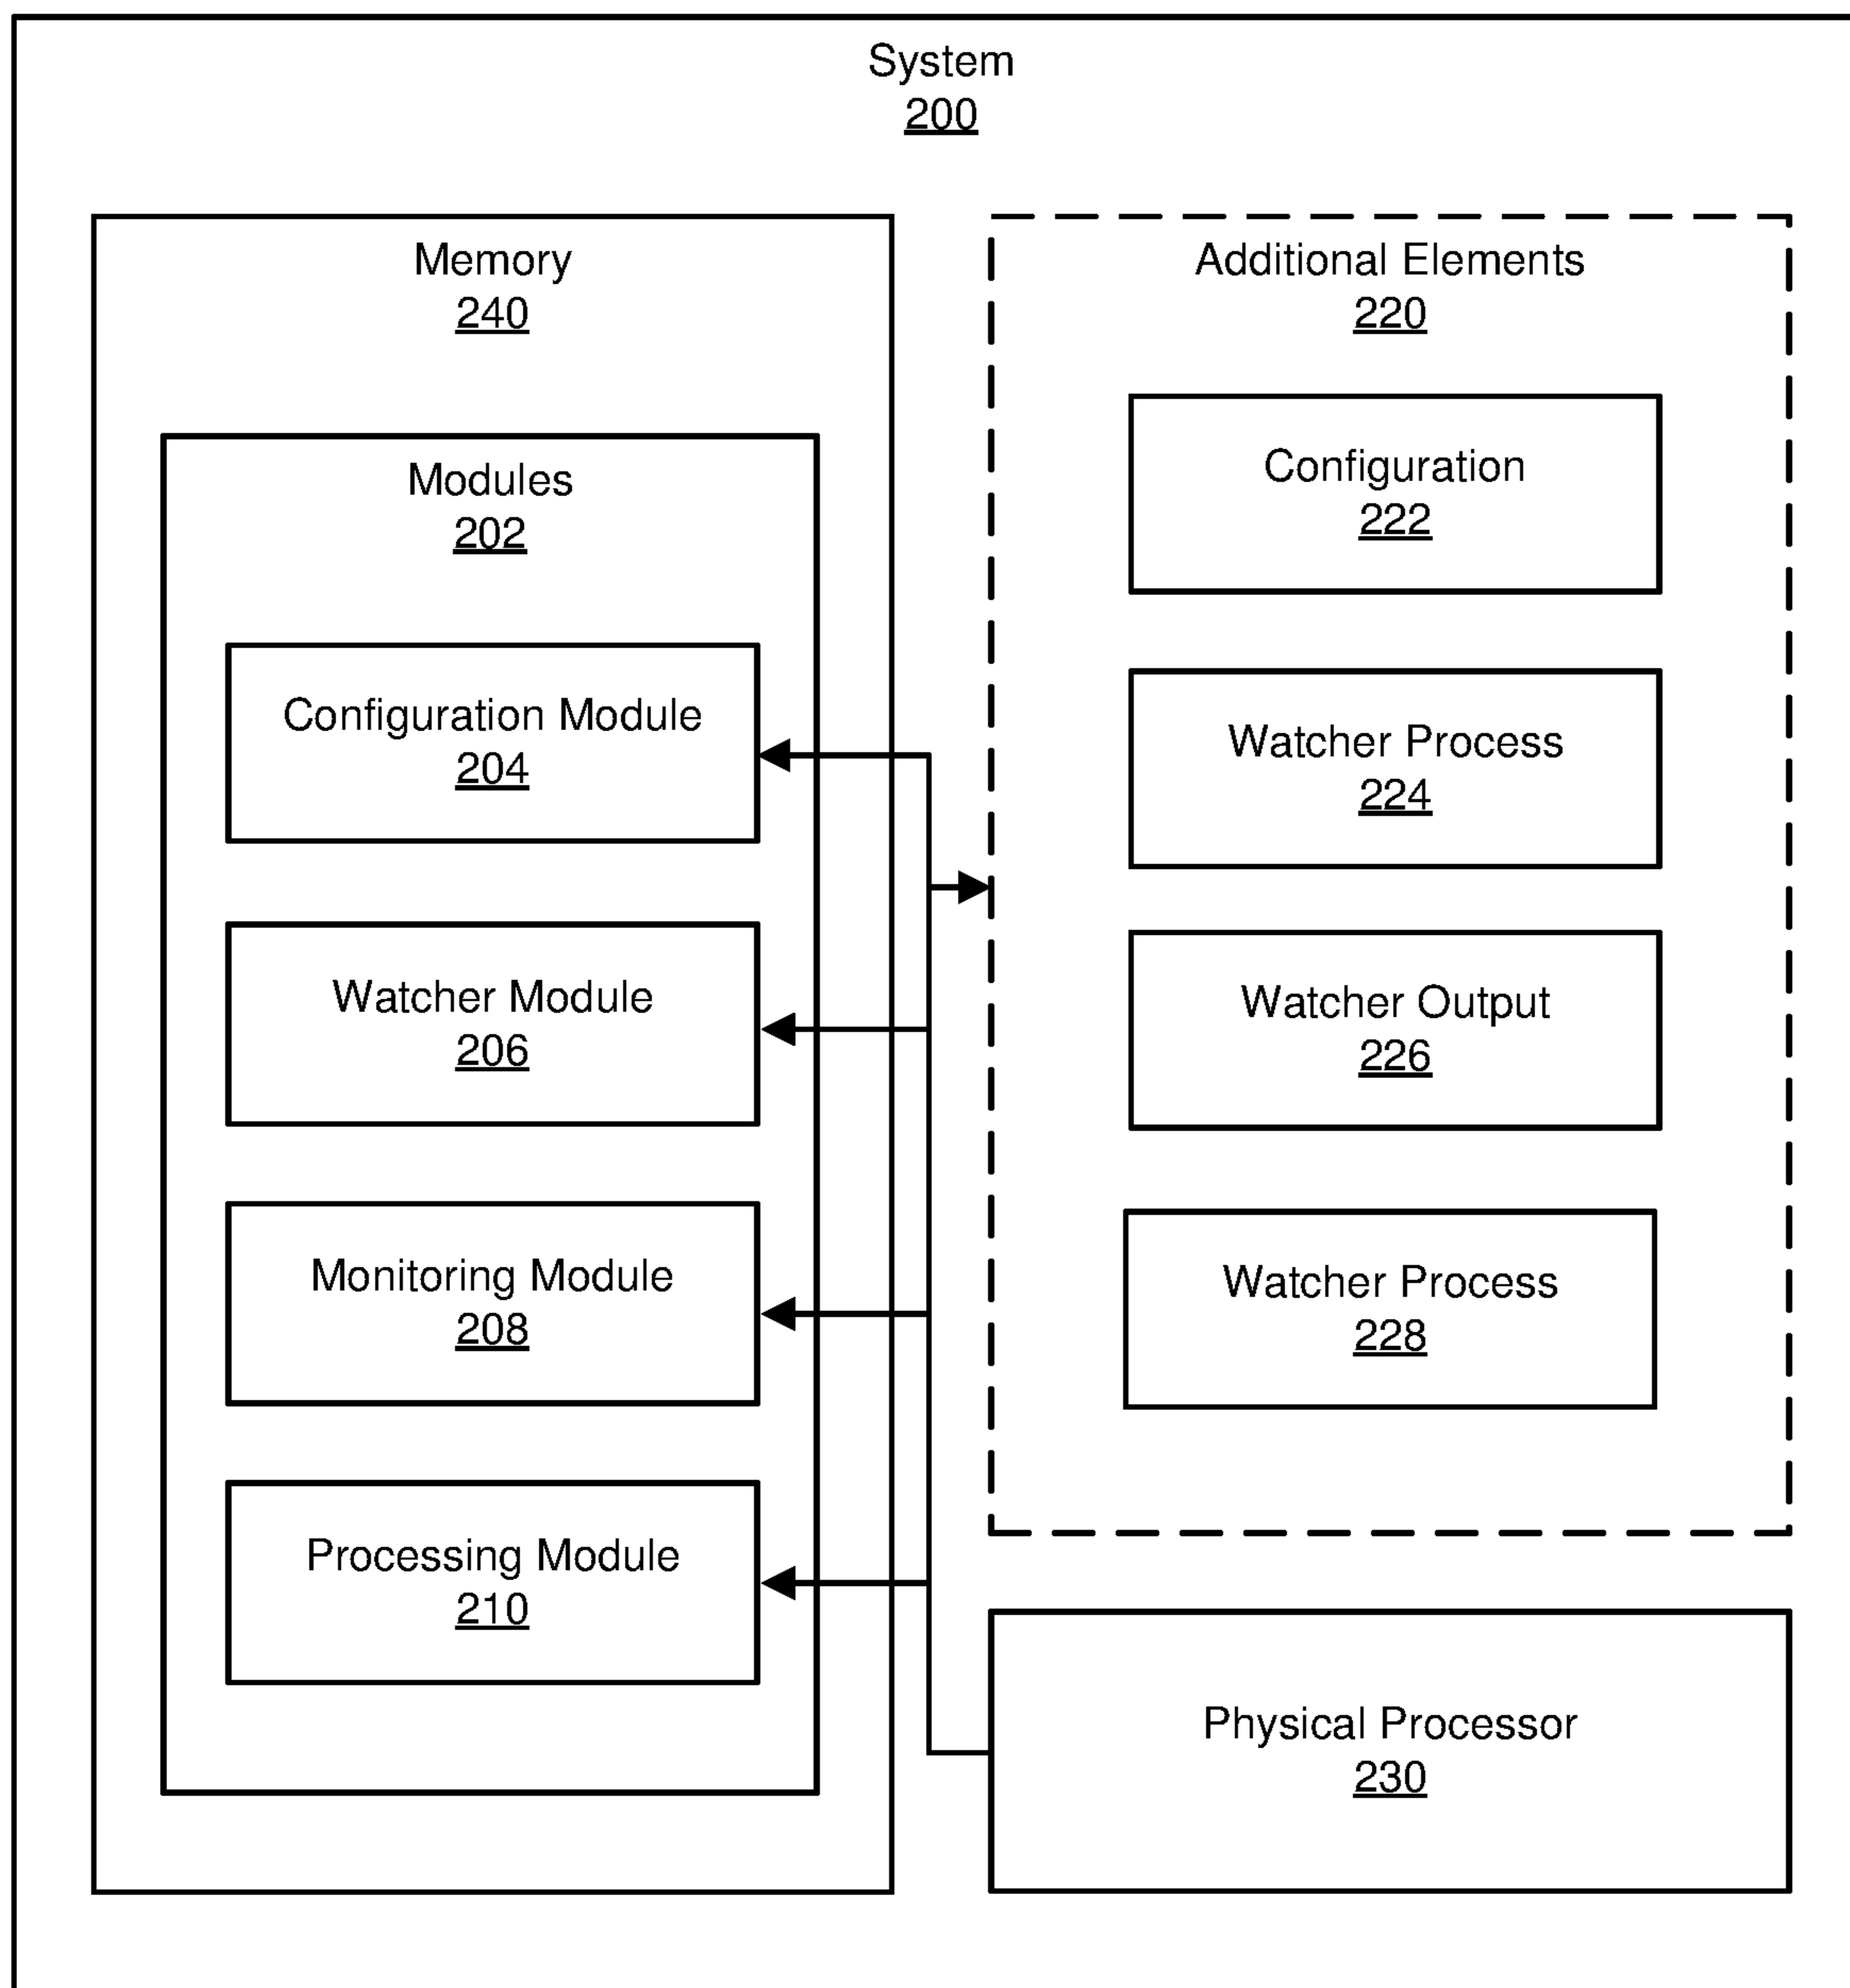 System
200
Memory
240
Modules
202
Configuration Module
204
Watcher Module
206
Monitoring Module
208
Processing Module
210
Additional Elements
220
Configuration
222
Watcher Process
224
Watcher Output
226
Watcher Process
228
Physical Processor
230